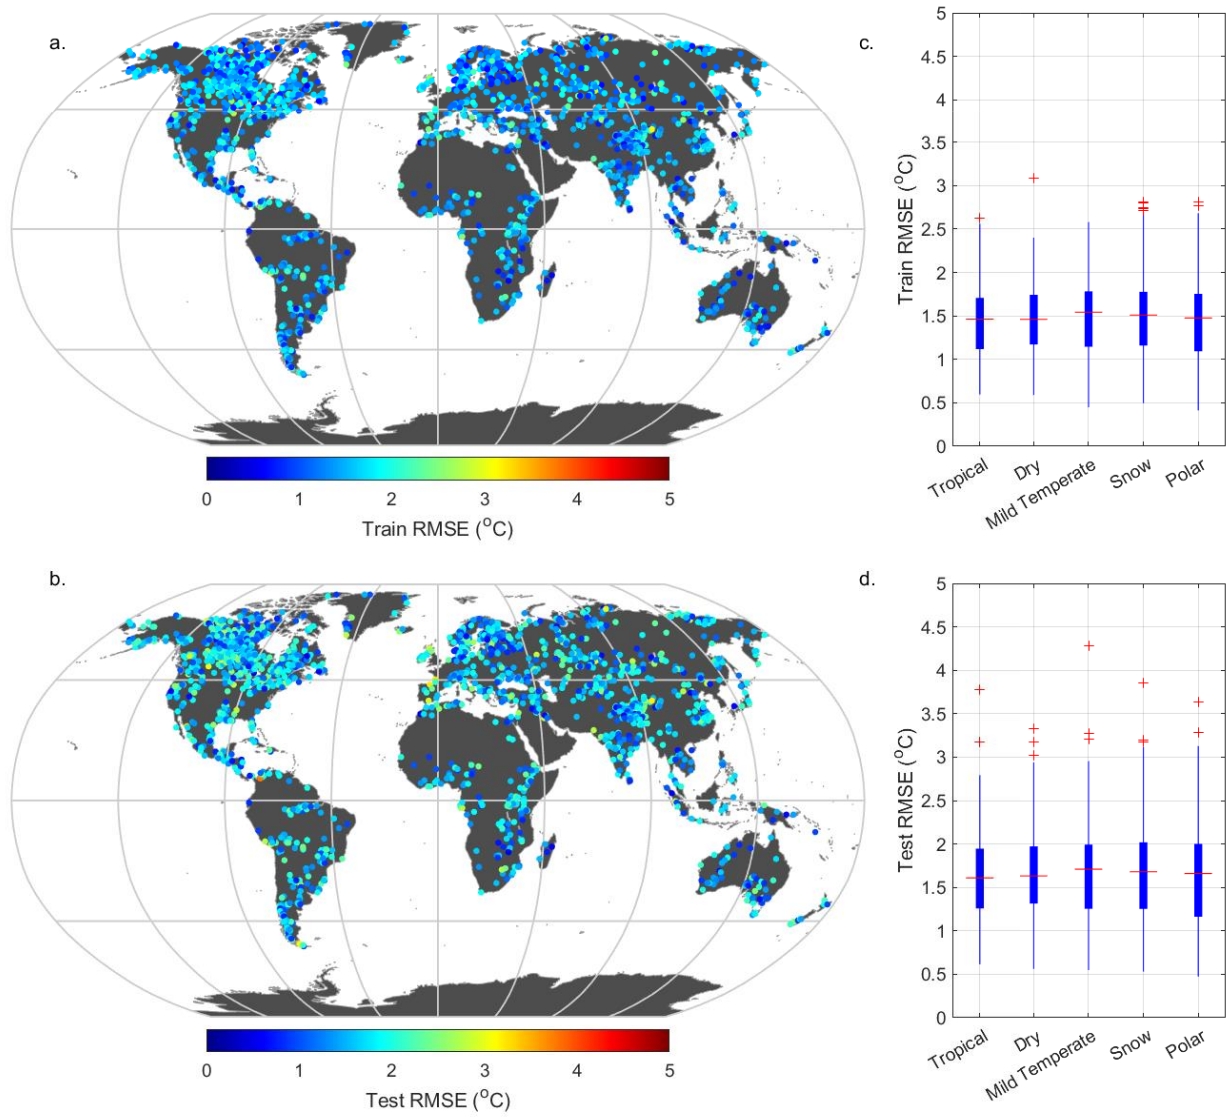 a.
0 1 2 3 4 5
Train RMSE (°C)
c.
5
4.5
4
3.5
3
2.5
2
1.5
1
0.5
0
Train RMSE (°C)
Tropical
Dry
Mild Temperate
Snow
Polar
b.
0 1 2 3 4 5
Test RMSE (°C)
d.
5
4.5
4
3.5
3
2.5
2
1.5
1
0.5
0
Test RMSE (°C)
Tropical
Dry
Mild Temperate
Snow
Polar